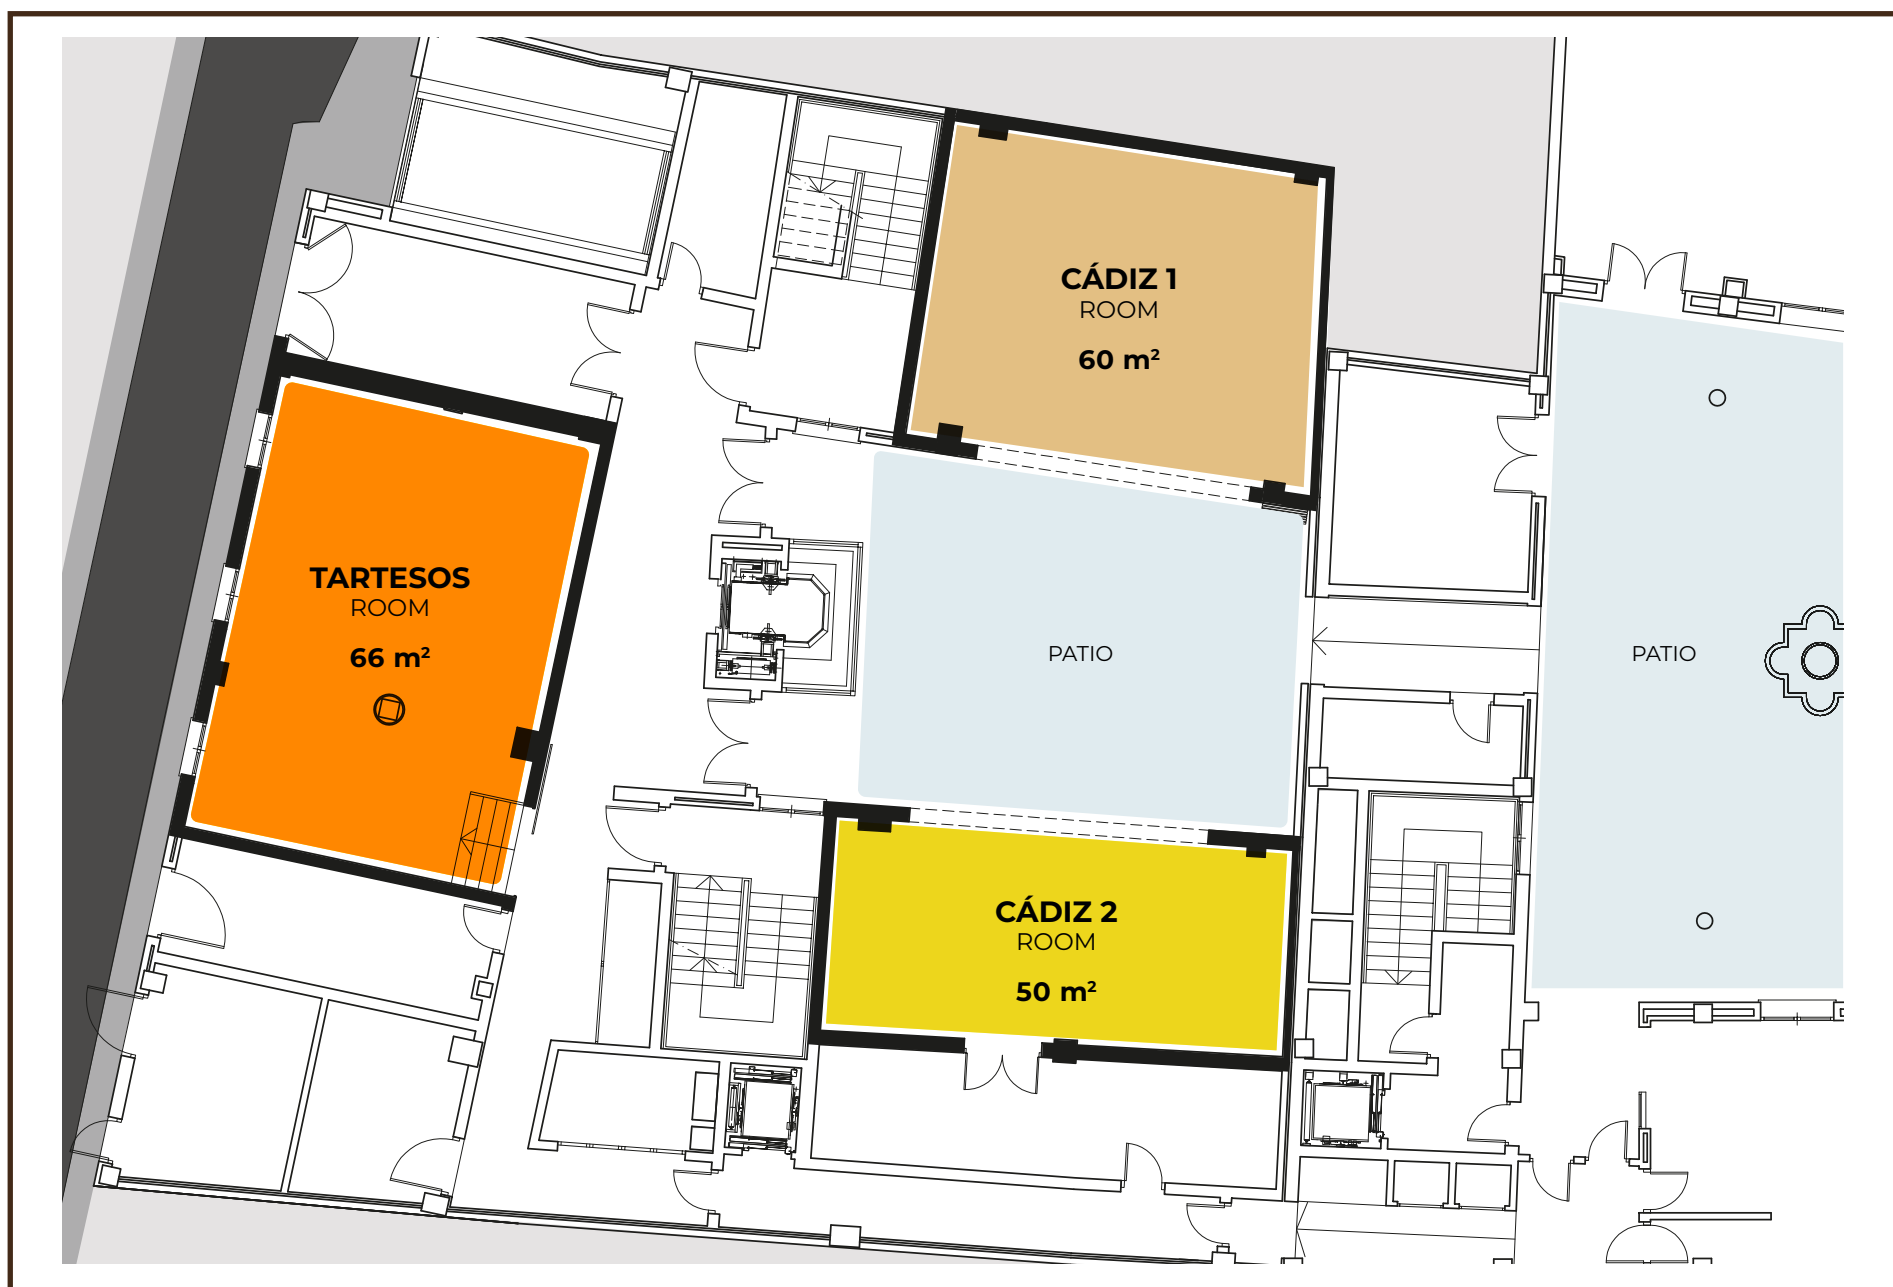 CÁDIZ 1
ROOM
60 m²
TARTESOS
ROOM
66 m²
PATIO
PATIO
CÁDIZ 2
ROOM
50 m²